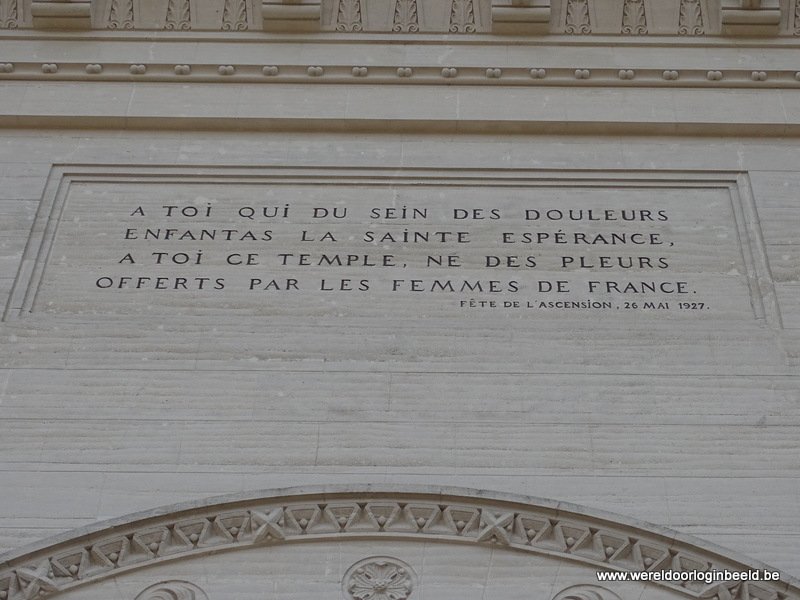 A TOI QUI DU SEIN DES DOULEURS
ENFANTAS LA SAINTE ESPÉRANCE,
A TOI CE TEMPLE, NÉ DES PLEURS
OFFERTS PAR LES FEMMES DE FRANCE.
FÊTE DE L'ASCENSION, 26 MAI 1927.
www.wereldoorloginbeeld.be